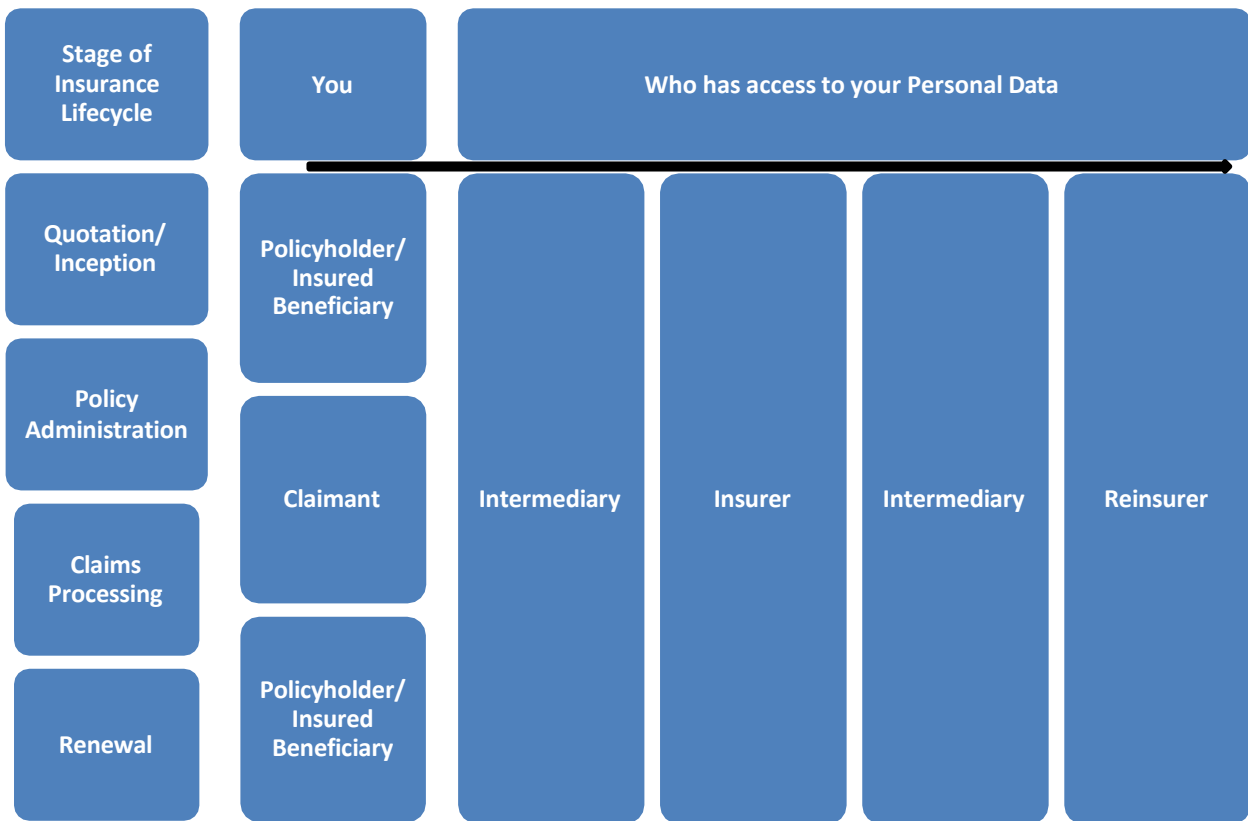 Stage of
Insurance
Lifecycle
You
Who has access to your Personal Data
Quotation/
Inception
Policy
Administration
Claims
Processing
Renewal
Policyholder/
Insured
Beneficiary
Claimant
Policyholder/
Insured
Beneficiary
Intermediary
Insurer
Intermediary
Reinsurer